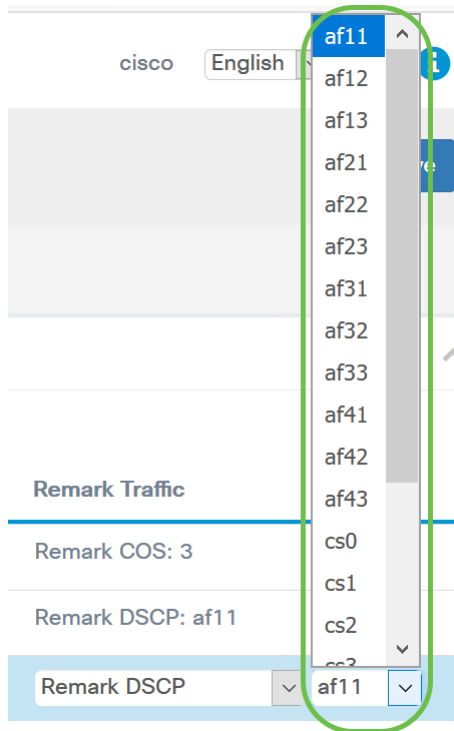 cisco English
af11
af12
af13
af21
af22
af23
af31
af32
af33
af41
af42
af43
cs0
cs1
cs2
cs3
Remark Traffic
Remark COS: 3
Remark DSCP: af11
Remark DSCP af11